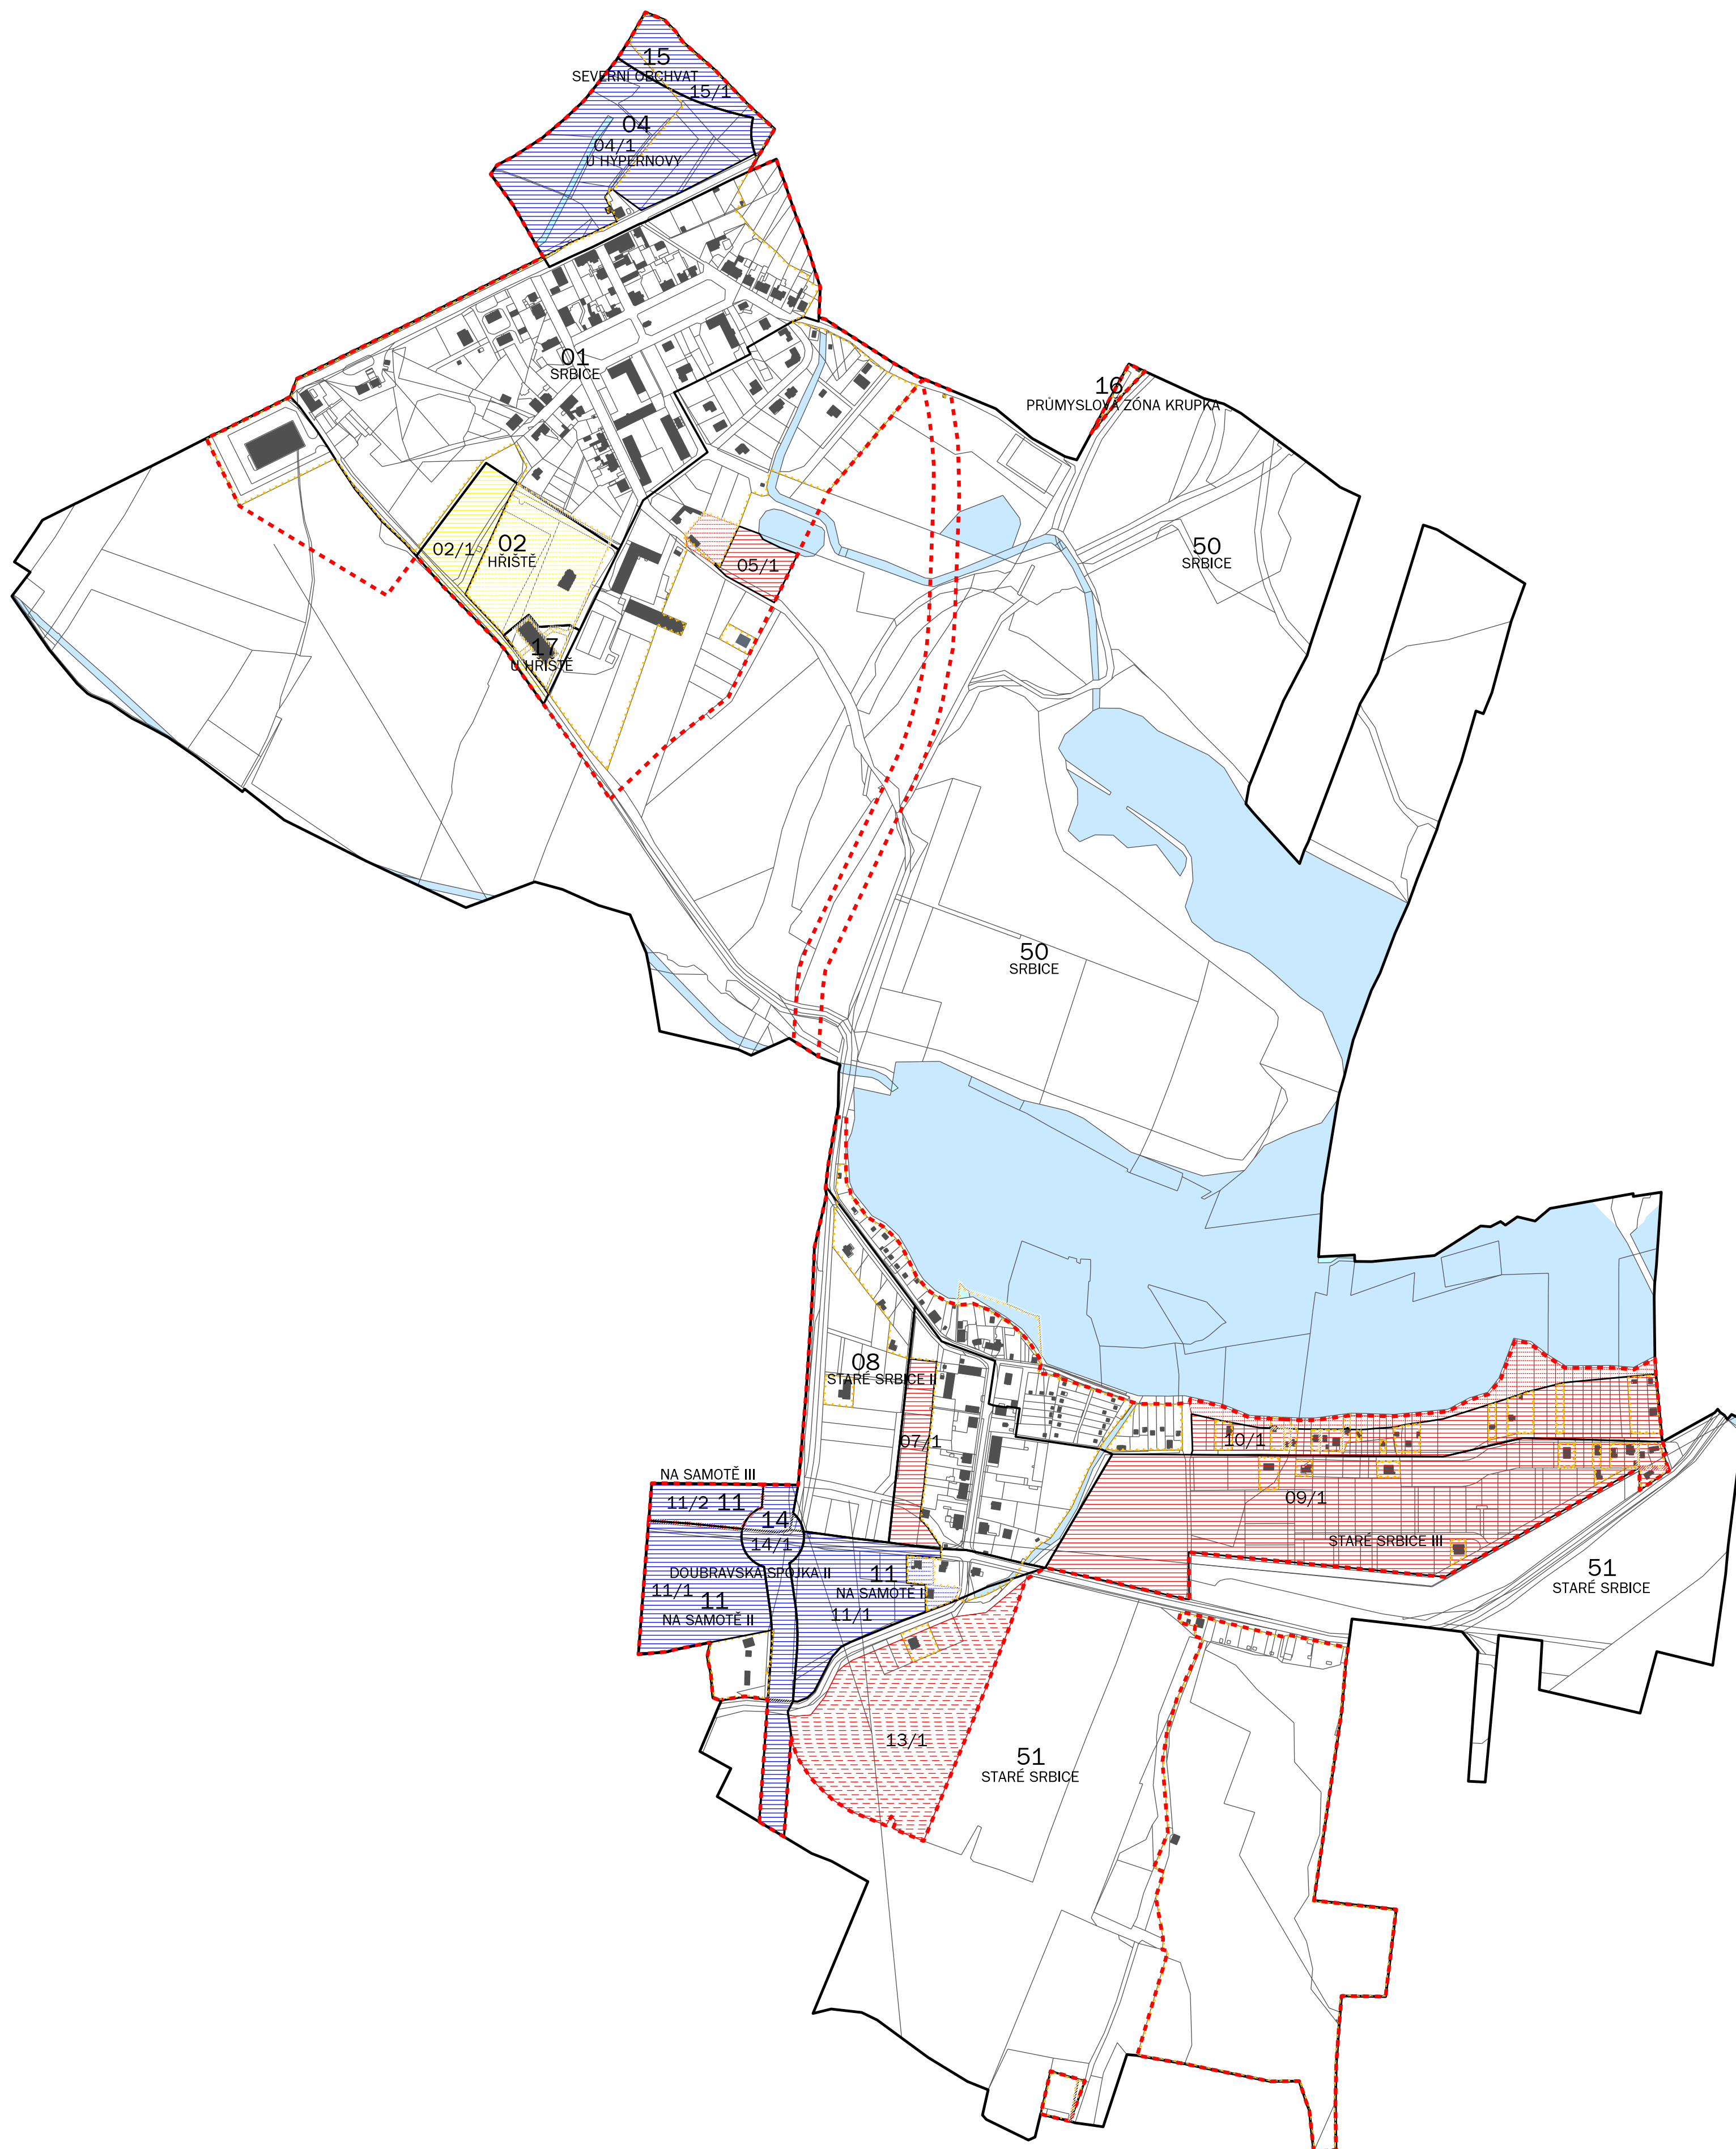 15
SEVERNÍ OBCHVAT
15/1
04
04/1
U HYPERNOVY
01
SRBICE
16
PRŮMYSLOVÁ ZÓNA KRUPKA
02/1
02
HŘIŠTĚ
05/1
50
SRBICE
17
U HŘIŠTĚ
50
SRBICE
08
STARÉ SRBICE II
07/1
10/1
09/1
STARÉ SRBICE III
NA SAMOTĚ III
11/2
11
14
14/1
DOUBRAVSKÁ SPOJKA II
11/1
11
NA SAMOTĚ II
11
NA SAMOTĚ I
11/1
51
STARÉ SRBICE
13/1
51
STARÉ SRBICE